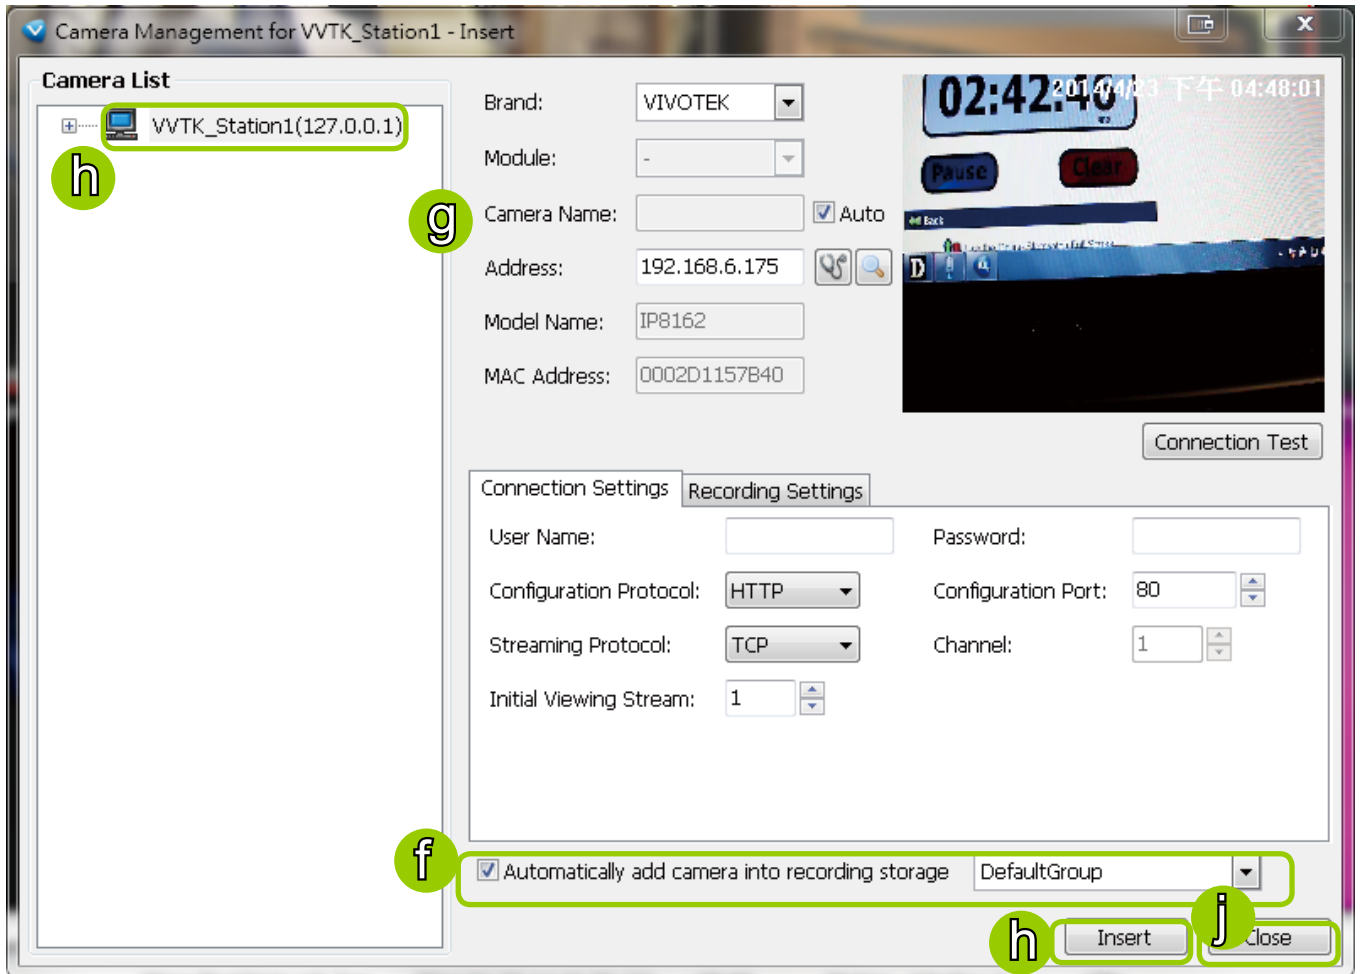 Camera Management for VVTK_Station1 - Insert
X
Camera List
VVTK_Station1(127.0.0.1)
h
g
Brand: VIVOTEK
Module: -
Camera Name: Auto
Address: 192.168.6.175
Model Name: IP8162
MAC Address: 0002D1157B40
2014/4/23 下午 04:48:01
02:42:46
Pause Clear
Back
Connection Test
Connection Settings Recording Settings
User Name: Password:
Configuration Protocol: HTTP Configuration Port: 80
Streaming Protocol: TCP Channel: 1
Initial Viewing Stream: 1
f
Automatically add camera into recording storage DefaultGroup
h Insert j Close